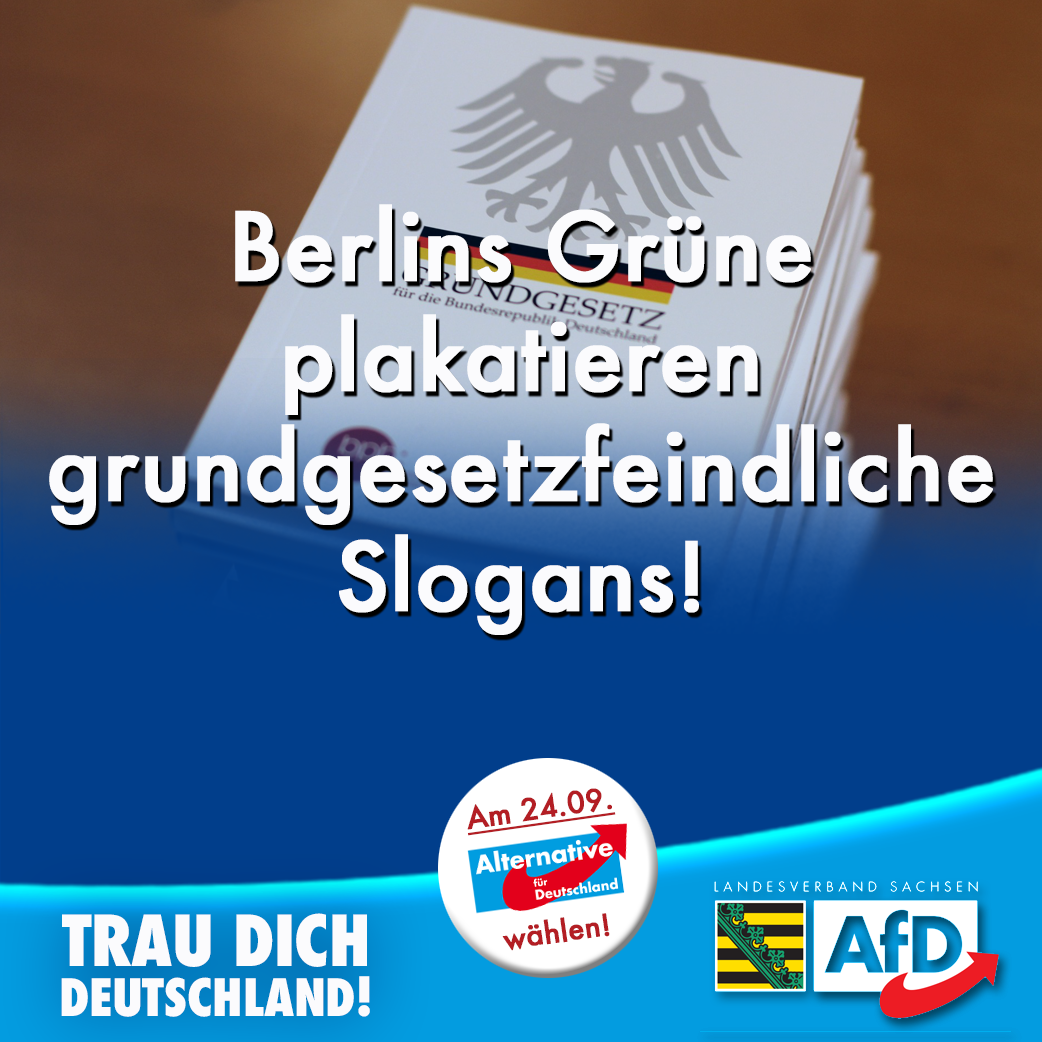 Berlins Grüne
GRUNDGESETZ
für die Bundesrepublik Deutschland
plakatieren
bpb
grundgesetzfeindliche
Slogans!
Am 24.09.
Alternative
für
Deutschland
wählen!
LANDESVERBAND SACHSEN
AfD
TRAU DICH
DEUTSCHLAND!